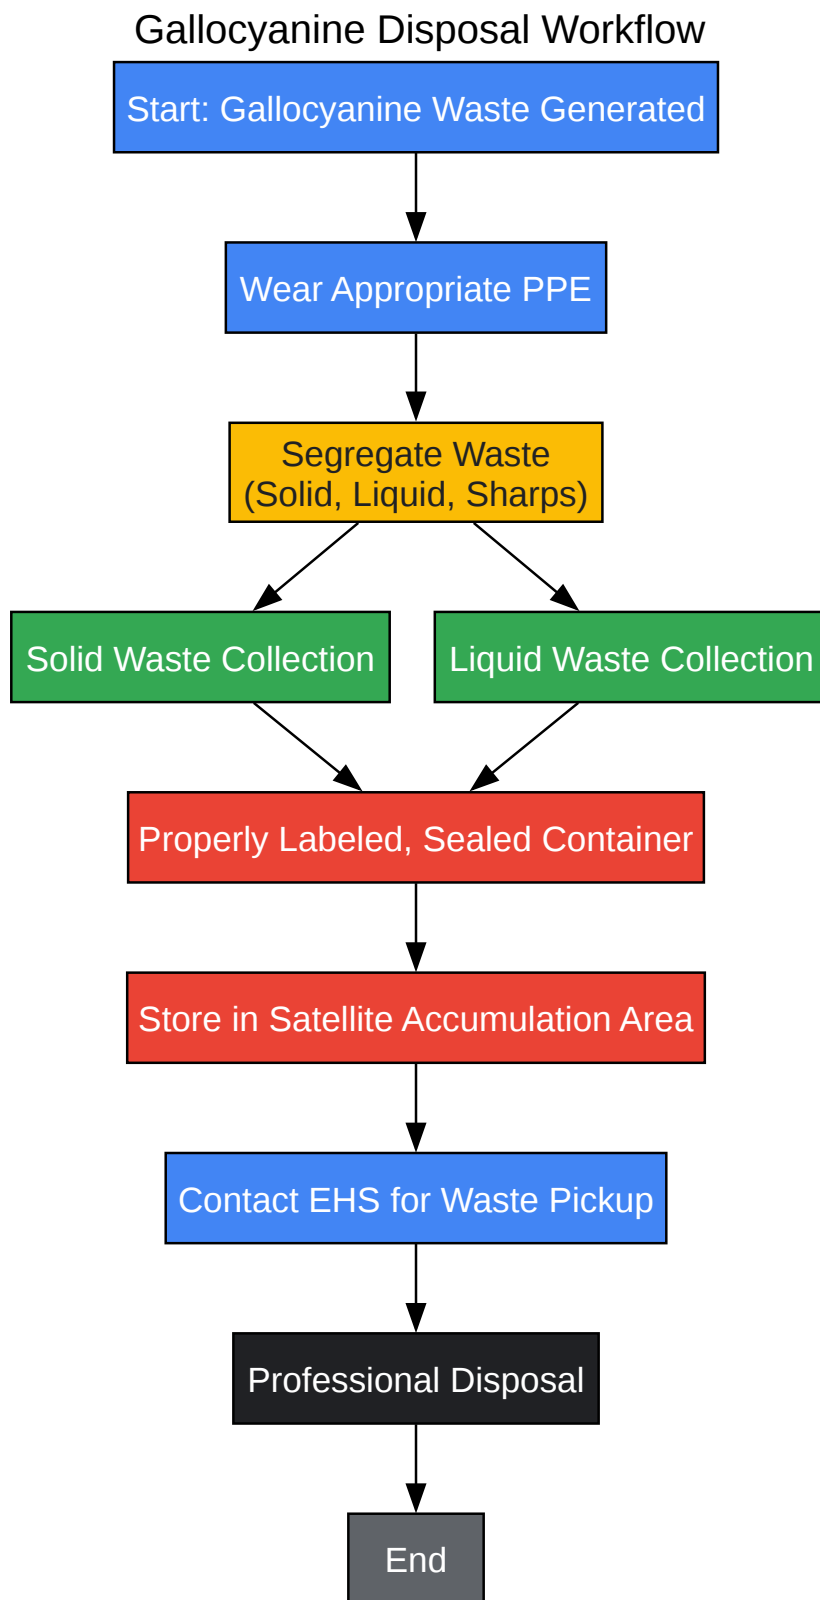 Gallocyanine Disposal Workflow
Start: Gallocyanine Waste Generated
Wear Appropriate PPE
Segregate Waste
(Solid, Liquid, Sharps)
Solid Waste Collection
Liquid Waste Collection
Properly Labeled, Sealed Container
Store in Satellite Accumulation Area
Contact EHS for Waste Pickup
Professional Disposal
End